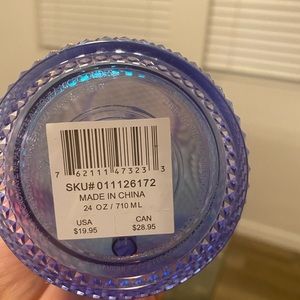 7 62111 47323 3
SKU# 011126172
MADE IN CHINA
24 OZ / 710 ML
USA CAN
$19.95 $28.95